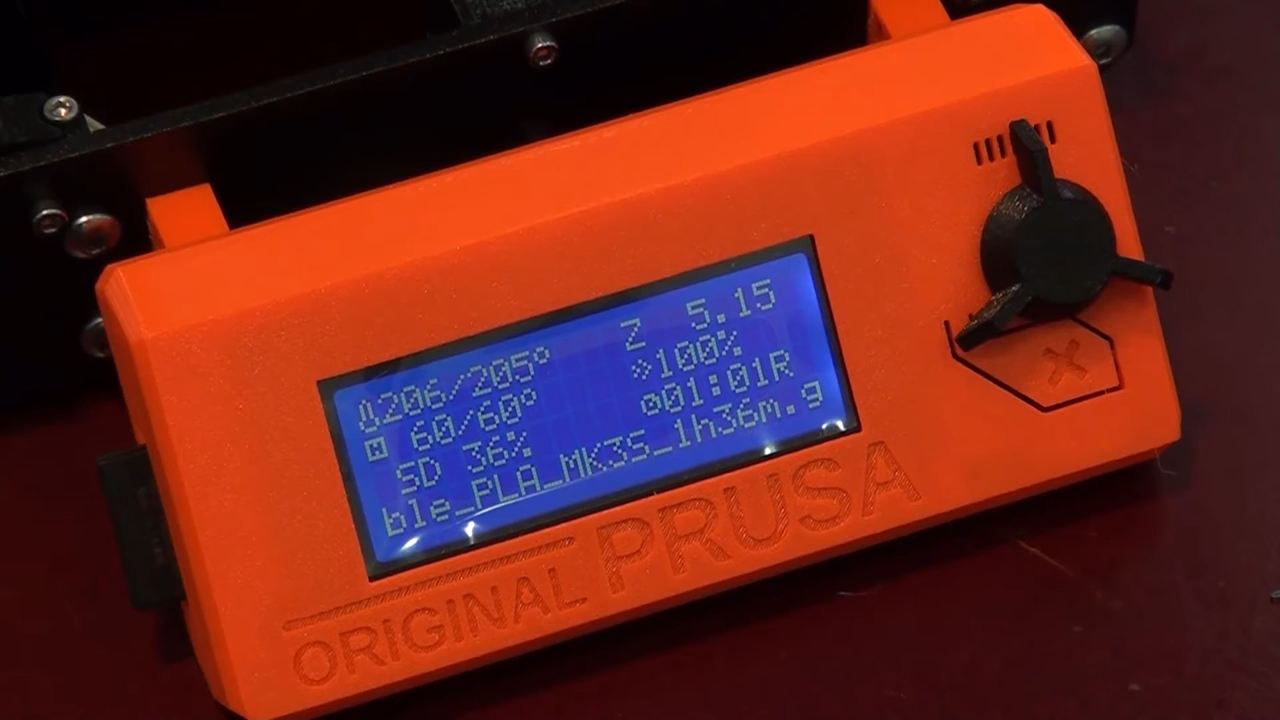 206/205° Z 5.15
60/60° 100%
SD 36% 01:01R
ble_PLA_MK3S_1h36m.g
ORIGINAL PRUSA